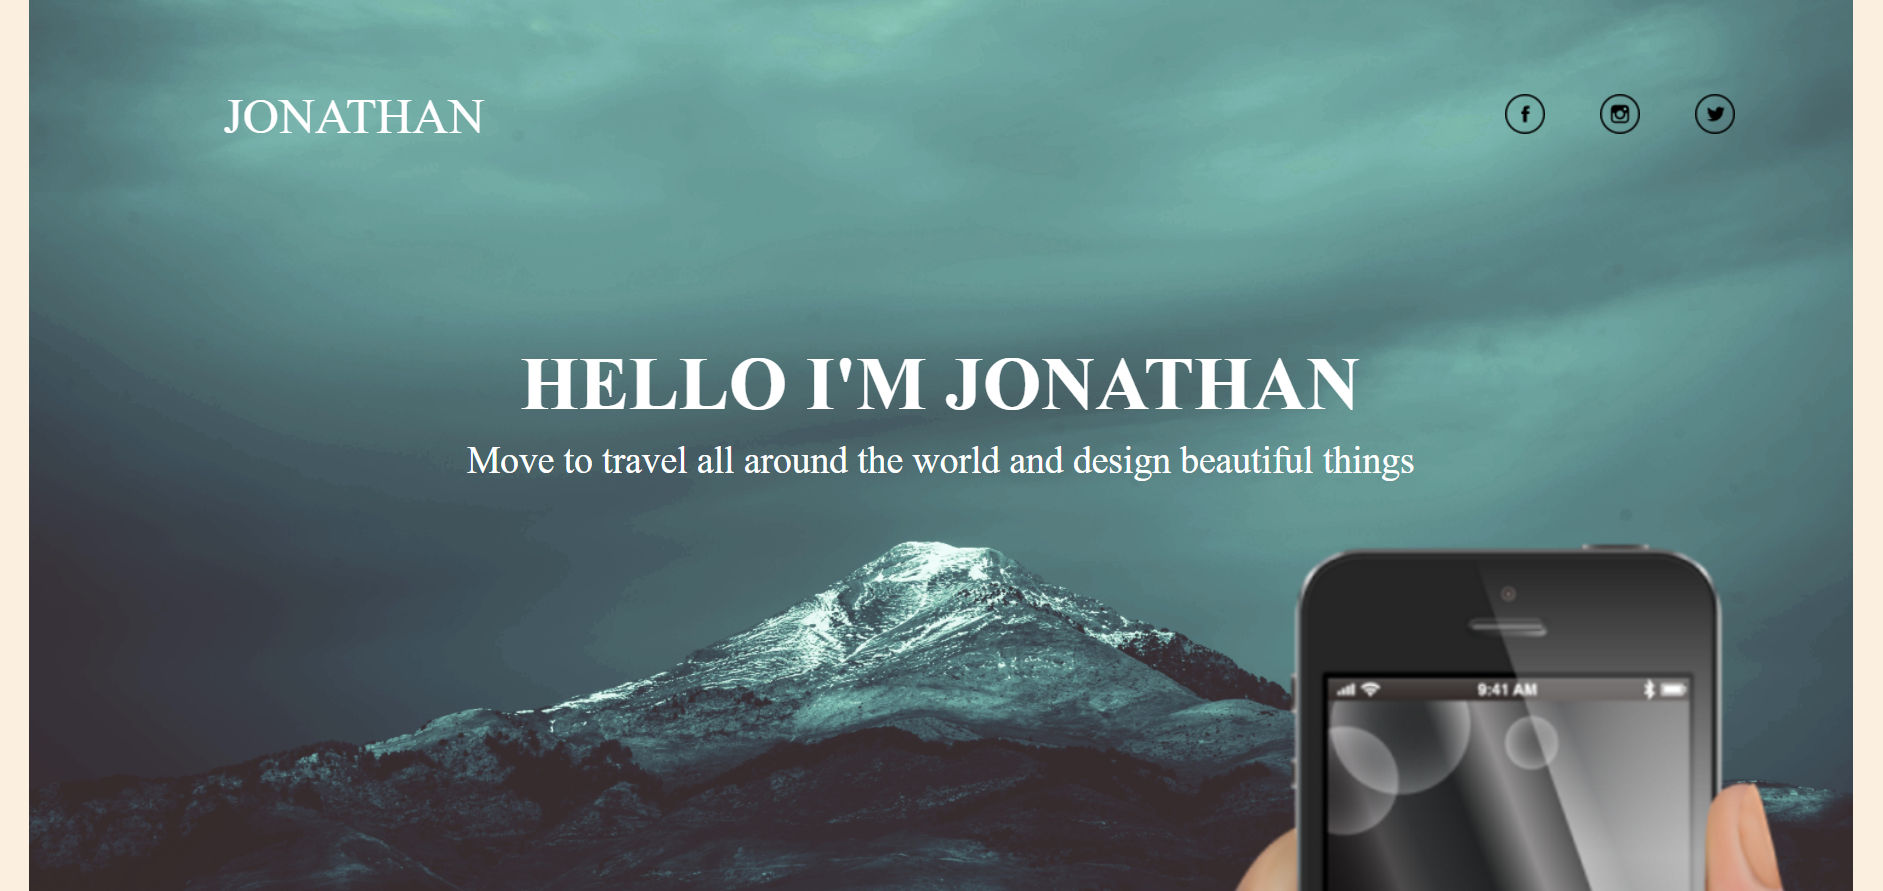 JONATHAN
HELLO I'M JONATHAN
Move to travel all around the world and design beautiful things
9:41 AM